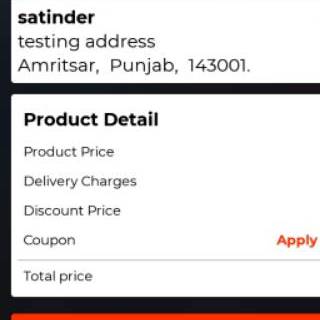 satinder
testing address
Amritsar, Punjab, 143001.
Product Detail
Product Price
Delivery Charges
Discount Price
Coupon Apply
Total price